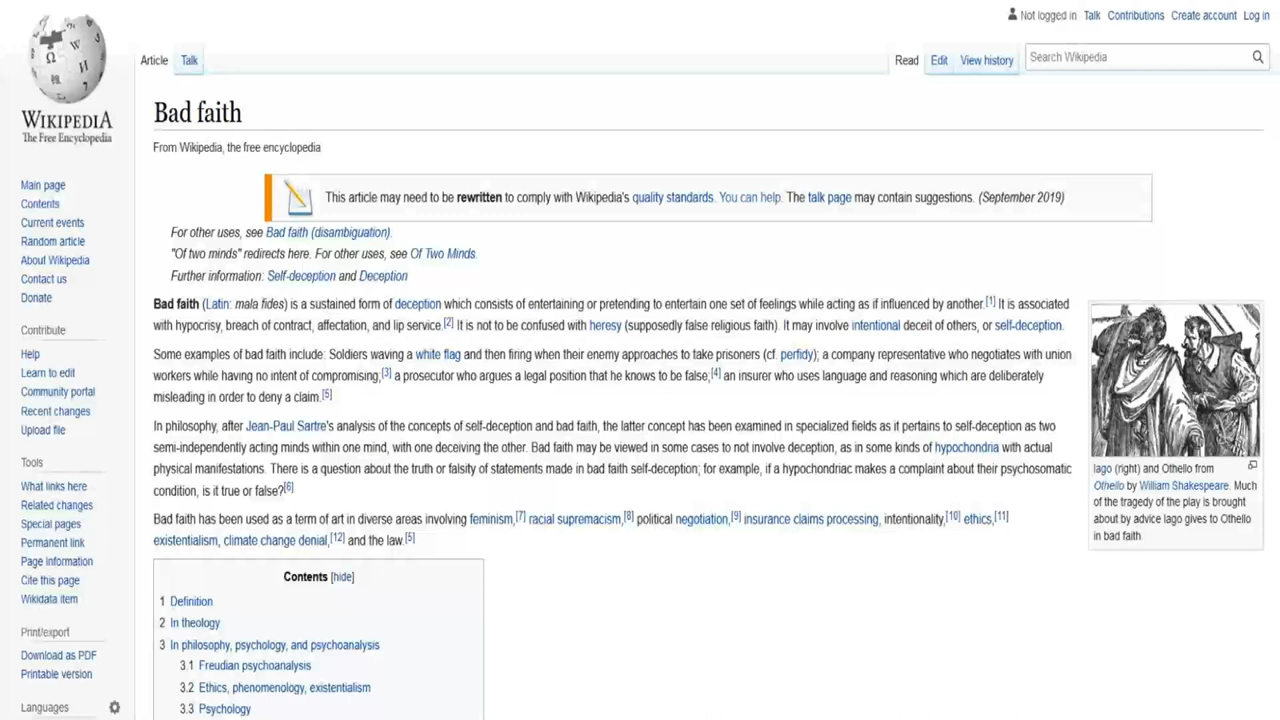 Not logged in Talk Contributions Create account Log in
Article Talk Read Edit View history Search Wikipedia
WIKIPEDIA
The Free Encyclopedia
Main page
Contents
Current events
Random article
About Wikipedia
Contact us
Donate
Contribute
Help
Learn to edit
Community portal
Recent changes
Upload file
Tools
What links here
Related changes
Special pages
Permanent link
Page information
Cite this page
Wikidata item
Print/export
Download as PDF
Printable version
Languages
Bad faith
From Wikipedia, the free encyclopedia
This article may need to be rewritten to comply with Wikipedia's quality standards. You can help. The talk page may contain suggestions. (September 2019)
For other uses, see Bad faith (disambiguation).
"Of two minds" redirects here. For other uses, see Of Two Minds.
Further information: Self-deception and Deception
Bad faith (Latin: mala fides) is a sustained form of deception which consists of entertaining or pretending to entertain one set of feelings while acting as if influenced by another.[1] It is associated
with hypocrisy, breach of contract, affectation, and lip service.[2] It is not to be confused with heresy (supposedly false religious faith). It may involve intentional deceit of others, or self-deception.
Some examples of bad faith include: Soldiers waving a white flag and then firing when their enemy approaches to take prisoners (cf. perfidy); a company representative who negotiates with union
workers while having no intent of compromising;[3] a prosecutor who argues a legal position that he knows to be false;[4] an insurer who uses language and reasoning which are deliberately
misleading in order to deny a claim.[5]
In philosophy, after Jean-Paul Sartre's analysis of the concepts of self-deception and bad faith, the latter concept has been examined in specialized fields as it pertains to self-deception as two
semi-independently acting minds within one mind, with one deceiving the other. Bad faith may be viewed in some cases to not involve deception, as in some kinds of hypochondria with actual
physical manifestations. There is a question about the truth or falsity of statements made in bad faith self-deception; for example, if a hypochondriac makes a complaint about their psychosomatic
condition, is it true or false?[6]
Bad faith has been used as a term of art in diverse areas involving feminism,[7] racial supremacism,[8] political negotiation,[9] insurance claims processing, intentionality,[10] ethics,[11]
existentialism, climate change denial,[12] and the law.[5]
Iago (right) and Othello from
Othello by William Shakespeare. Much
of the tragedy of the play is brought
about by advice Iago gives to Othello
in bad faith.
Contents [hide]
1 Definition
2 In theology
3 In philosophy, psychology, and psychoanalysis
3.1 Freudian psychoanalysis
3.2 Ethics, phenomenology, existentialism
3.3 Psychology